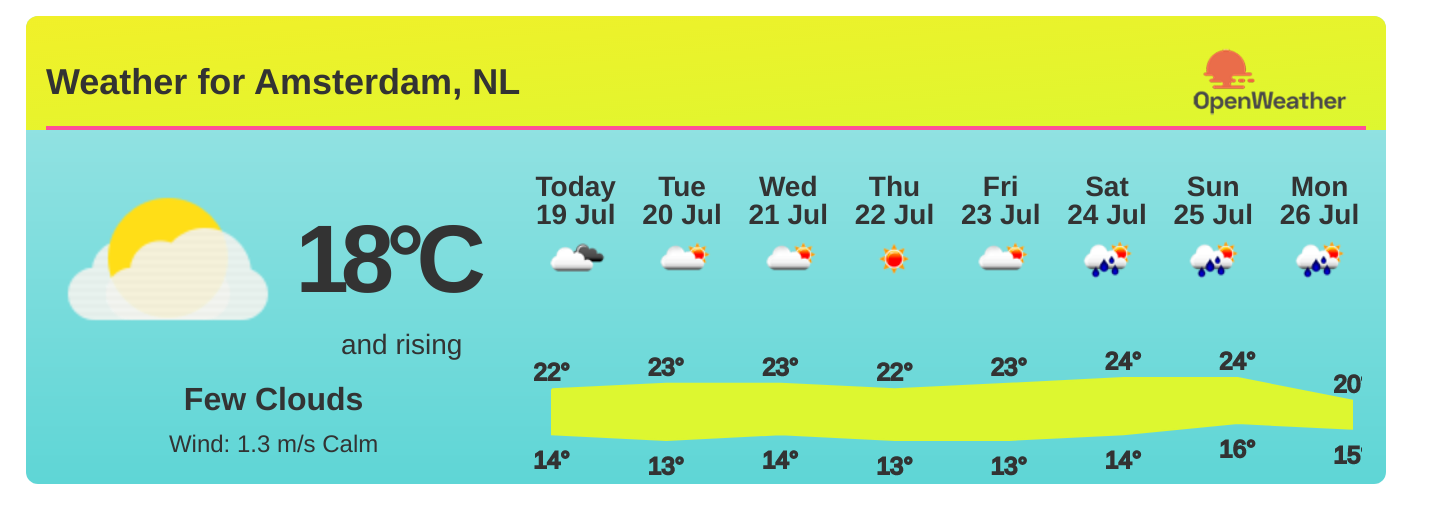 Weather for Amsterdam, NL
OpenWeather
Today Tue Wed Thu Fri Sat Sun Mon
19 Jul 20 Jul 21 Jul 22 Jul 23 Jul 24 Jul 25 Jul 26 Jul
18°C
and rising
Few Clouds
Wind: 1.3 m/s Calm
22° 23° 23° 22° 23° 24° 24° 20°
14° 13° 14° 13° 13° 14° 16° 15°